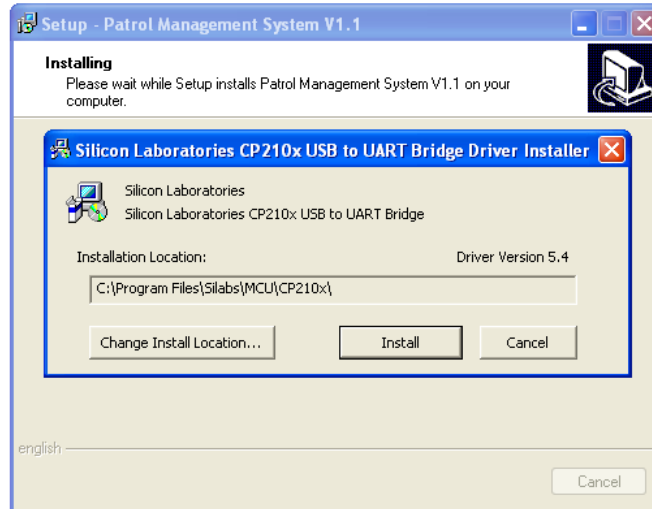 Setup - Patrol Management System V1.1
Installing
Please wait while Setup installs Patrol Management System V1.1 on your
computer.
Silicon Laboratories CP210x USB to UART Bridge Driver Installer
Silicon Laboratories
Silicon Laboratories CP210x USB to UART Bridge
Installation Location: Driver Version 5.4
C:\Program Files\Silabs\MCU\CP210x\
Change Install Location... Install Cancel
english
Cancel